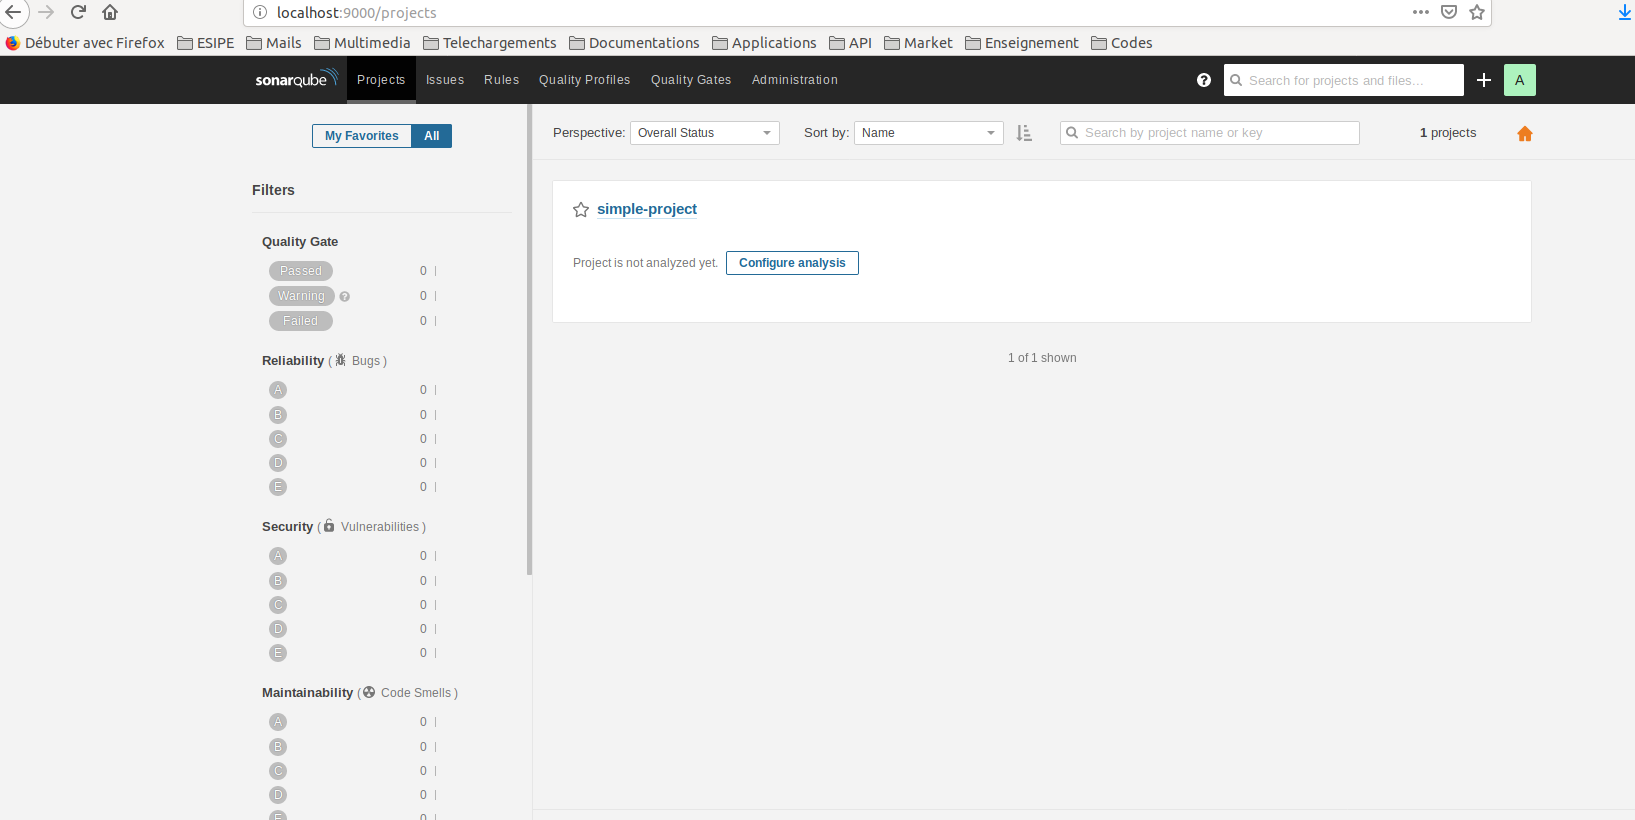 localhost:9000/projects
Débuter avec Firefox ESIPE Mails Multimedia Telechargements Documentations Applications API Market Enseignement Codes
sonarqube Projects Issues Rules Quality Profiles Quality Gates Administration ? Search for projects and files... A
My Favorites All
Perspective: Overall Status Sort by: Name Search by project name or key 1 projects
Filters
simple-project
Quality Gate
Project is not analyzed yet. Configure analysis
Passed 0
Warning ? 0
Failed 0
1 of 1 shown
Reliability ( Bugs )
A 0
B 0
C 0
D 0
E 0
Security ( Vulnerabilities )
A 0
B 0
C 0
D 0
E 0
Maintainability ( Code Smells )
A 0
B 0
C 0
D 0
E 0